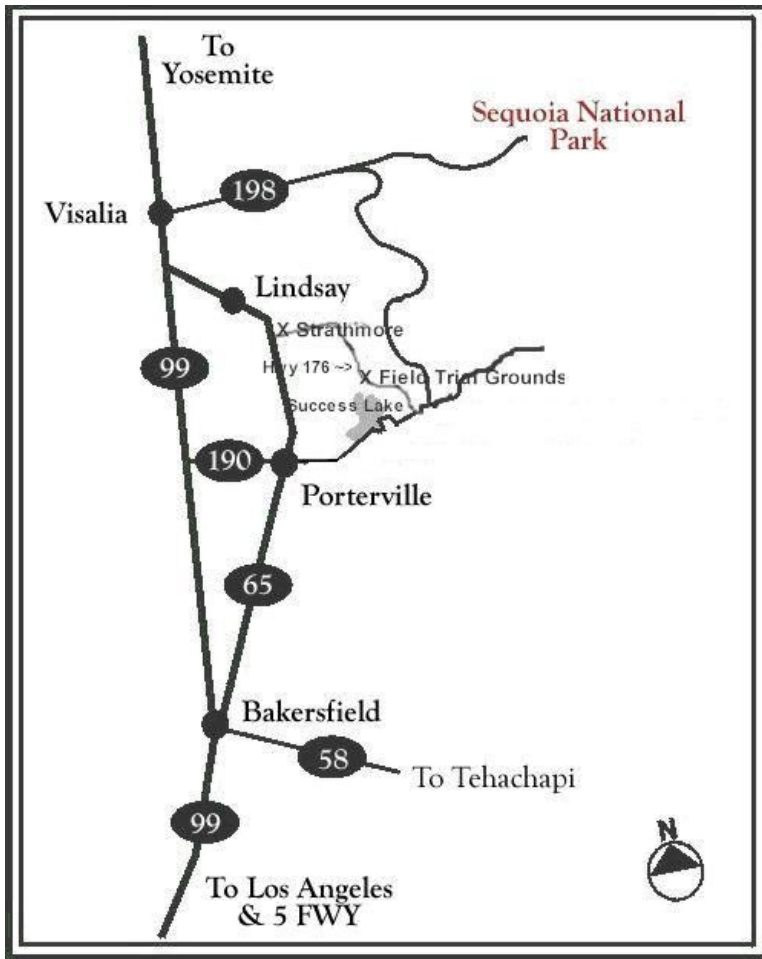 To
Yosemite
Sequoia National
Park
198
Visalia
Lindsay
X Strathmore
99
Hwy 176 ~>
X Field Trial Grounds
Success Lake
190
Porterville
65
Bakersfield
58
To Tehachapi
99
N
To Los Angeles
& 5 FWY